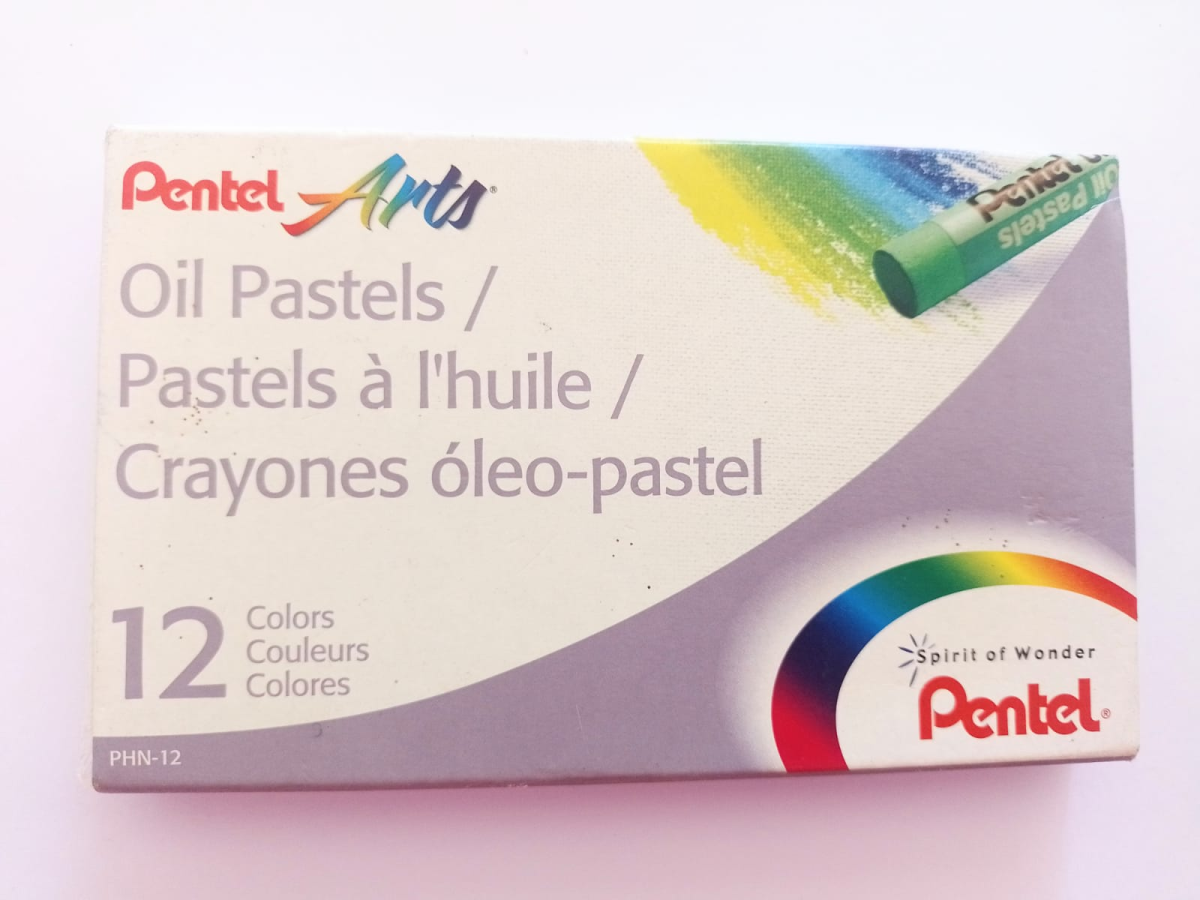 Pentel Arts®
Oil Pastels /
Pastels à l'huile /
Crayones óleo-pastel
12
Colors
Couleurs
Colores
PHN-12
Pentel
Oil Pastels
Spirit of Wonder
Pentel®